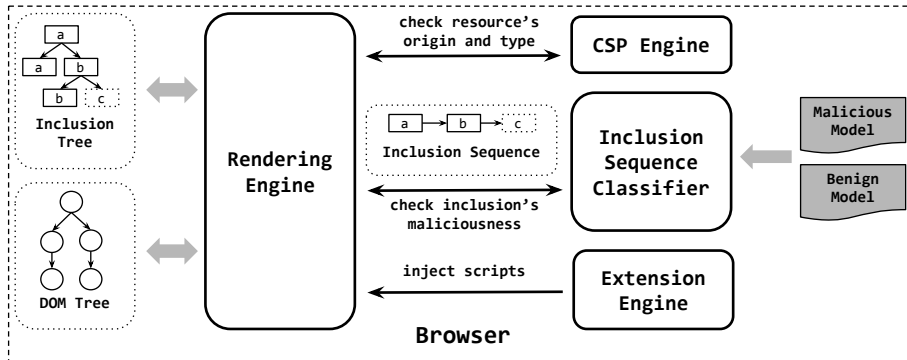 a
a b
b c
Inclusion
Tree
DOM Tree
Rendering
Engine
check resource's
origin and type
a b c
Inclusion Sequence
check inclusion's
maliciousness
inject scripts
Browser
CSP Engine
Inclusion
Sequence
Classifier
Extension
Engine
Malicious
Model
Benign
Model